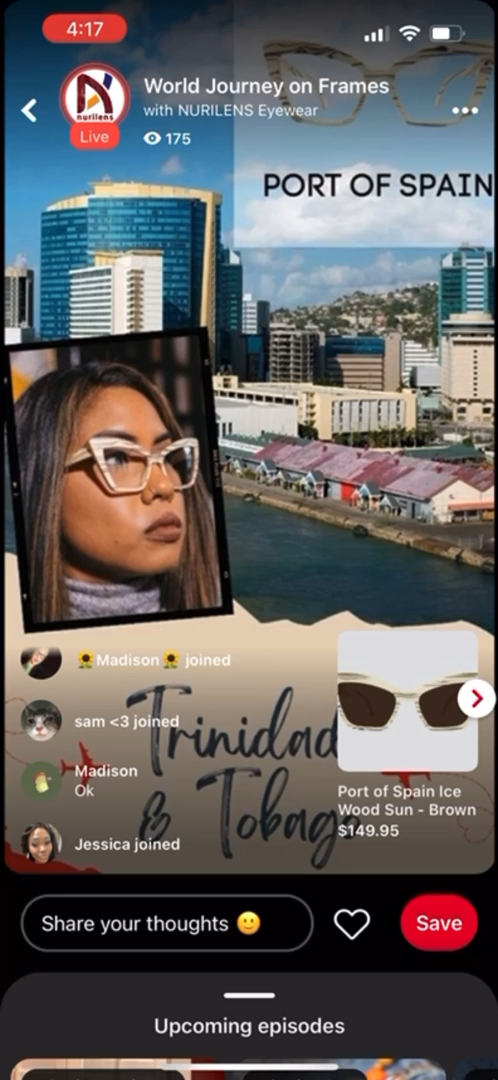 4:17
World Journey on Frames
nurilens
with NURILENS Eyewear
Live
175
PORT OF SPAIN
🌻Madison🌻 joined
sam <3 joined
Trinidad
Madison
Ok
& Tobago
Jessica joined
Port of Spain Ice
Wood Sun - Brown
$149.95
Share your thoughts 🙂
Save
Upcoming episodes